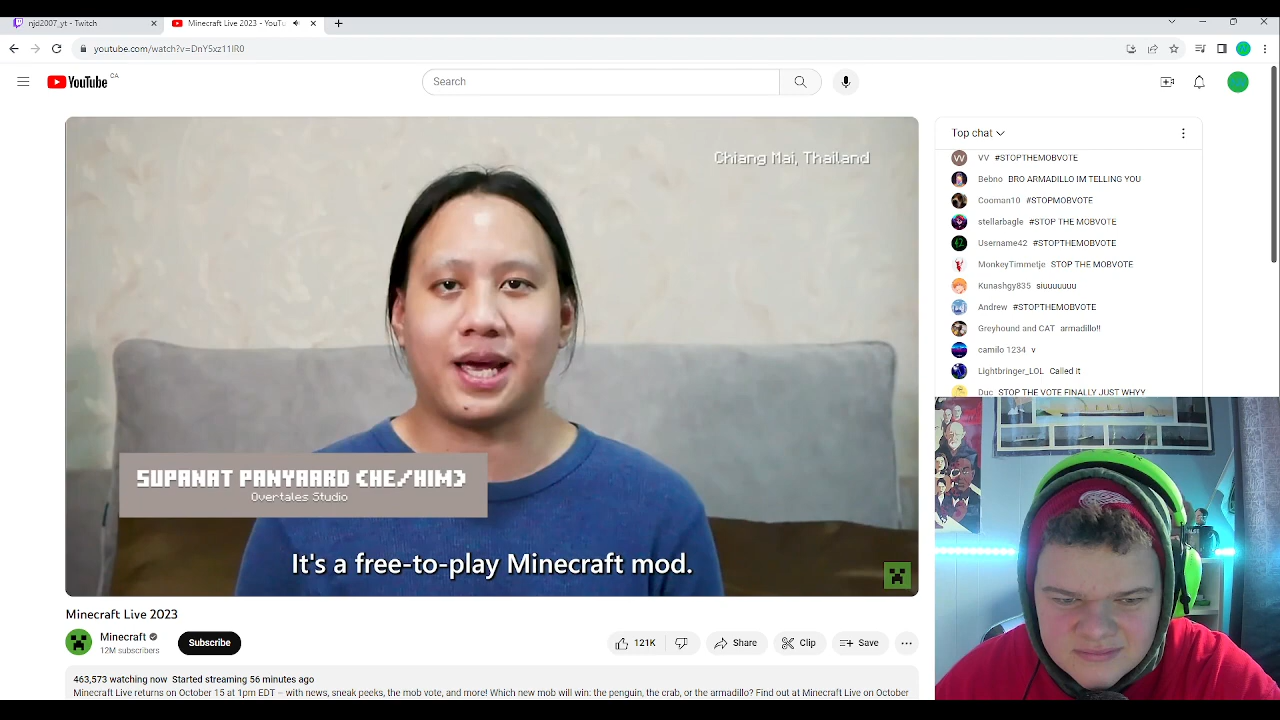 njd2007_yt - Twitch
Minecraft Live 2023 - YouTu
youtube.com/watch?v=DnY5xz11IR0
YouTube CA
Search
Chiang Mai, Thailand
SUPANAT PANYAARD (HE/HIM)
Overtales Studio
It's a free-to-play Minecraft mod.
Top chat
VV #STOPTHEMOBVOTE
Bebno BRO ARMADILLO IM TELLING YOU
Cooman10 #STOPMOBVOTE
stellarbagle #STOP THE MOBVOTE
Username42 #STOPTHEMOBVOTE
MonkeyTimmetje STOP THE MOBVOTE
Kunashgy835 siuuuuuuu
Andrew #STOPTHEMOBVOTE
Greyhound and CAT armadillo!!
camilo 1234 v
Lightbringer_LOL Called it
Duc STOP THE VOTE FINALLY JUST WHYY
Minecraft Live 2023
Minecraft
12M subscribers
Subscribe
121K
Share
Clip
Save
463,573 watching now Started streaming 56 minutes ago
Minecraft Live returns on October 15 at 1pm EDT – with news, sneak peeks, the mob vote, and more! Which new mob will win: the penguin, the crab, or the armadillo? Find out at Minecraft Live on October